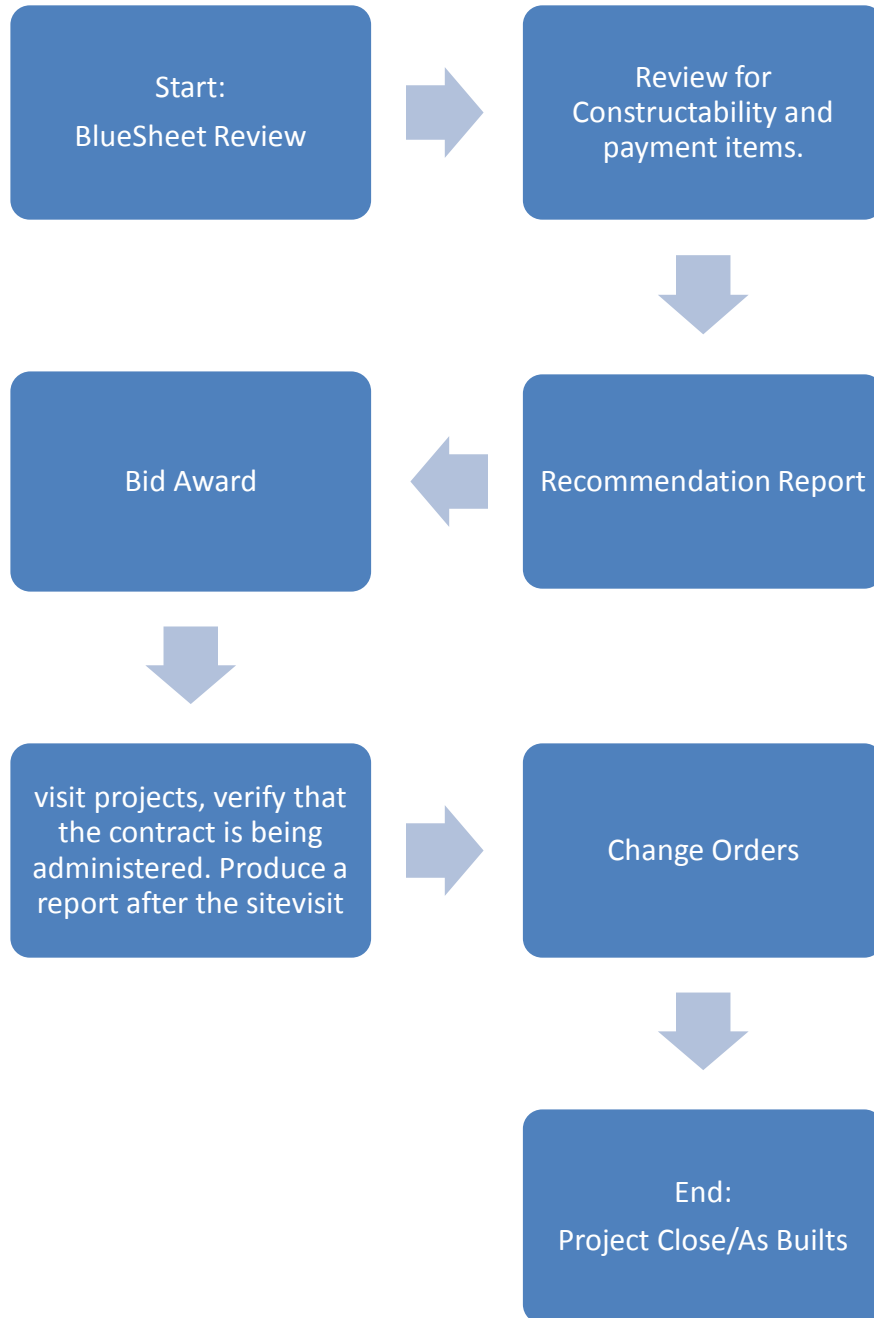 Start:
BlueSheet Review
Review for
Constructability and
payment items.
Recommendation Report
Bid Award
visit projects, verify that
the contract is being
administered. Produce a
report after the sitevisit
Change Orders
End:
Project Close/As Builts